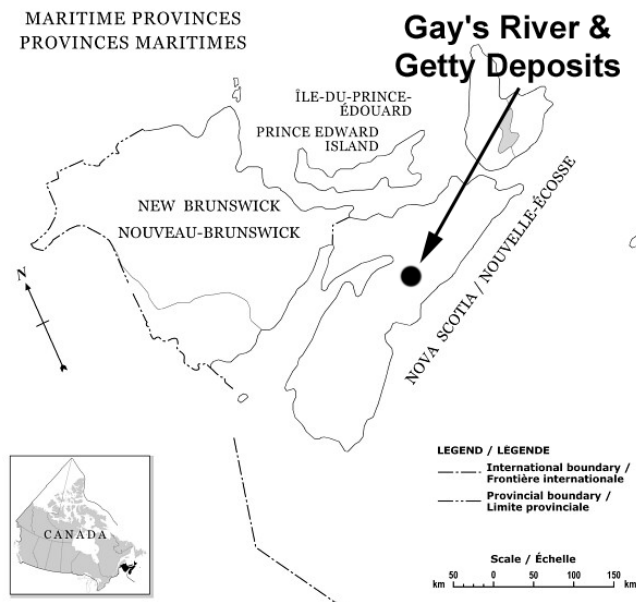 MARITIME PROVINCES
PROVINCES MARITIMES
Gay's River &
Getty Deposits
ÎLE-DU-PRINCE-
ÉDOUARD
PRINCE EDWARD
ISLAND
NEW BRUNSWICK
NOUVEAU-BRUNSWICK
NOVA SCOTIA / NOUVELLE-ÉCOSSE
N
CANADA
LEGEND / LÉGENDE
International boundary /
Frontière internationale
Provincial boundary /
Limite provinciale
Scale / Échelle
km 50 0 50 100 150 km